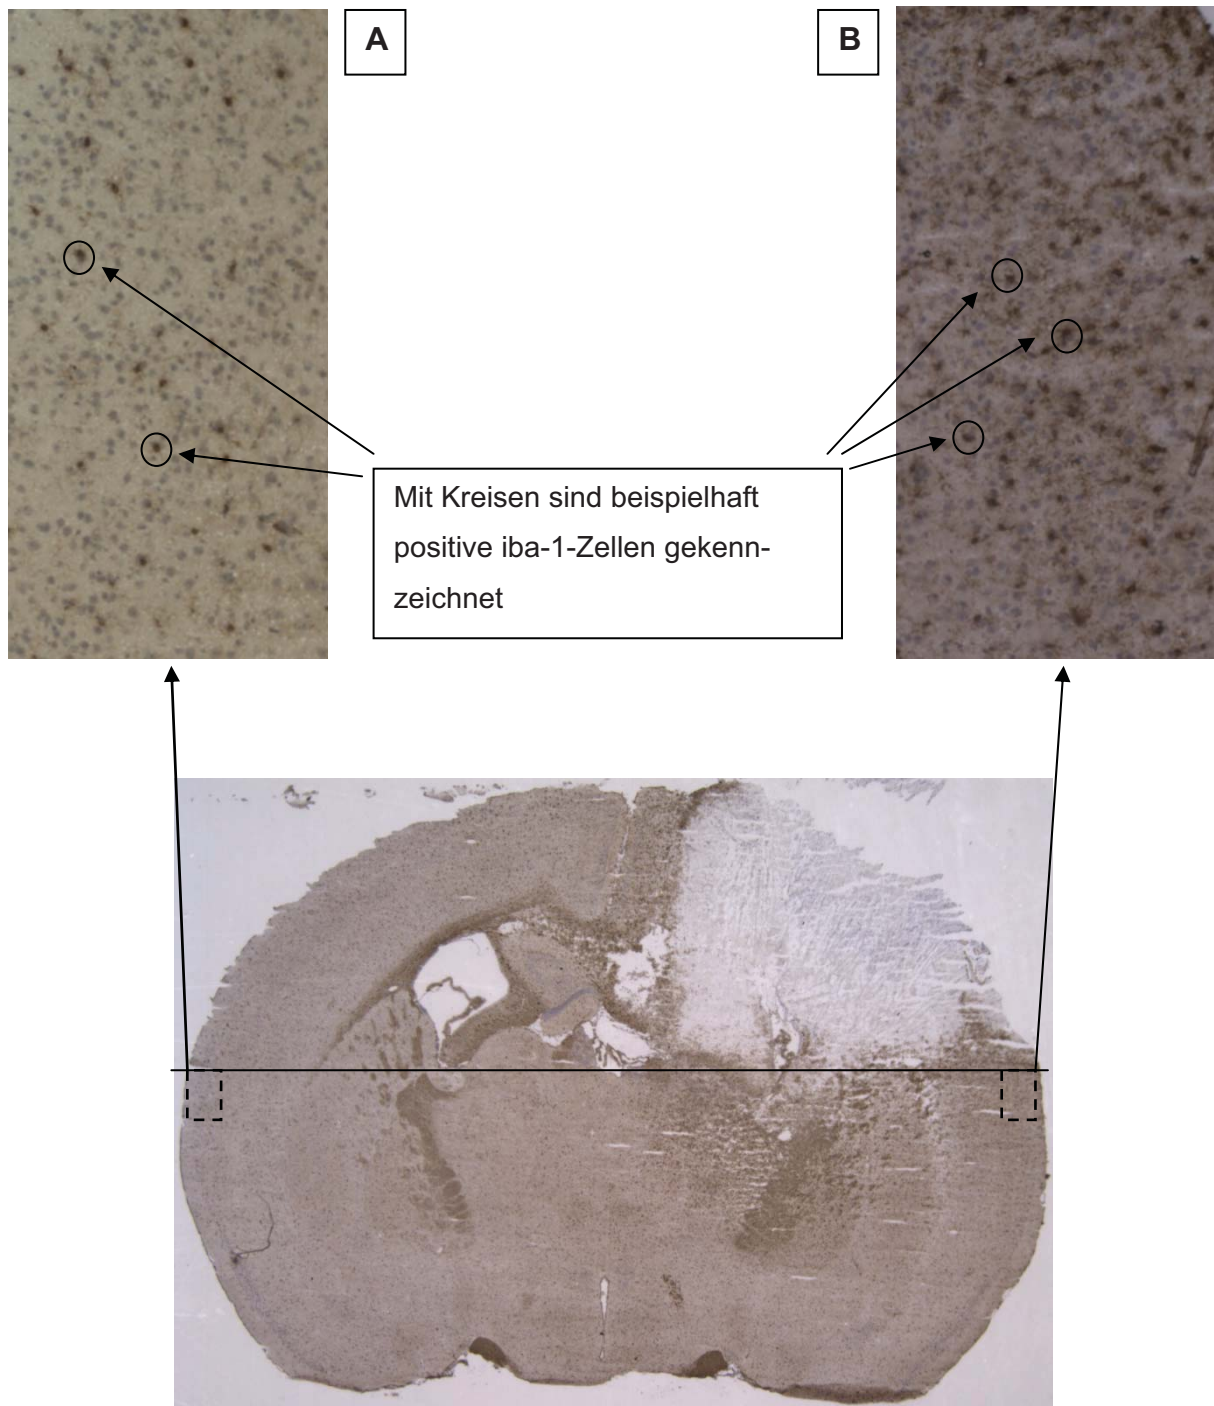 A
B
Mit Kreisen sind beispielhaft
positive iba-1-Zellen gekenn-
zeichnet